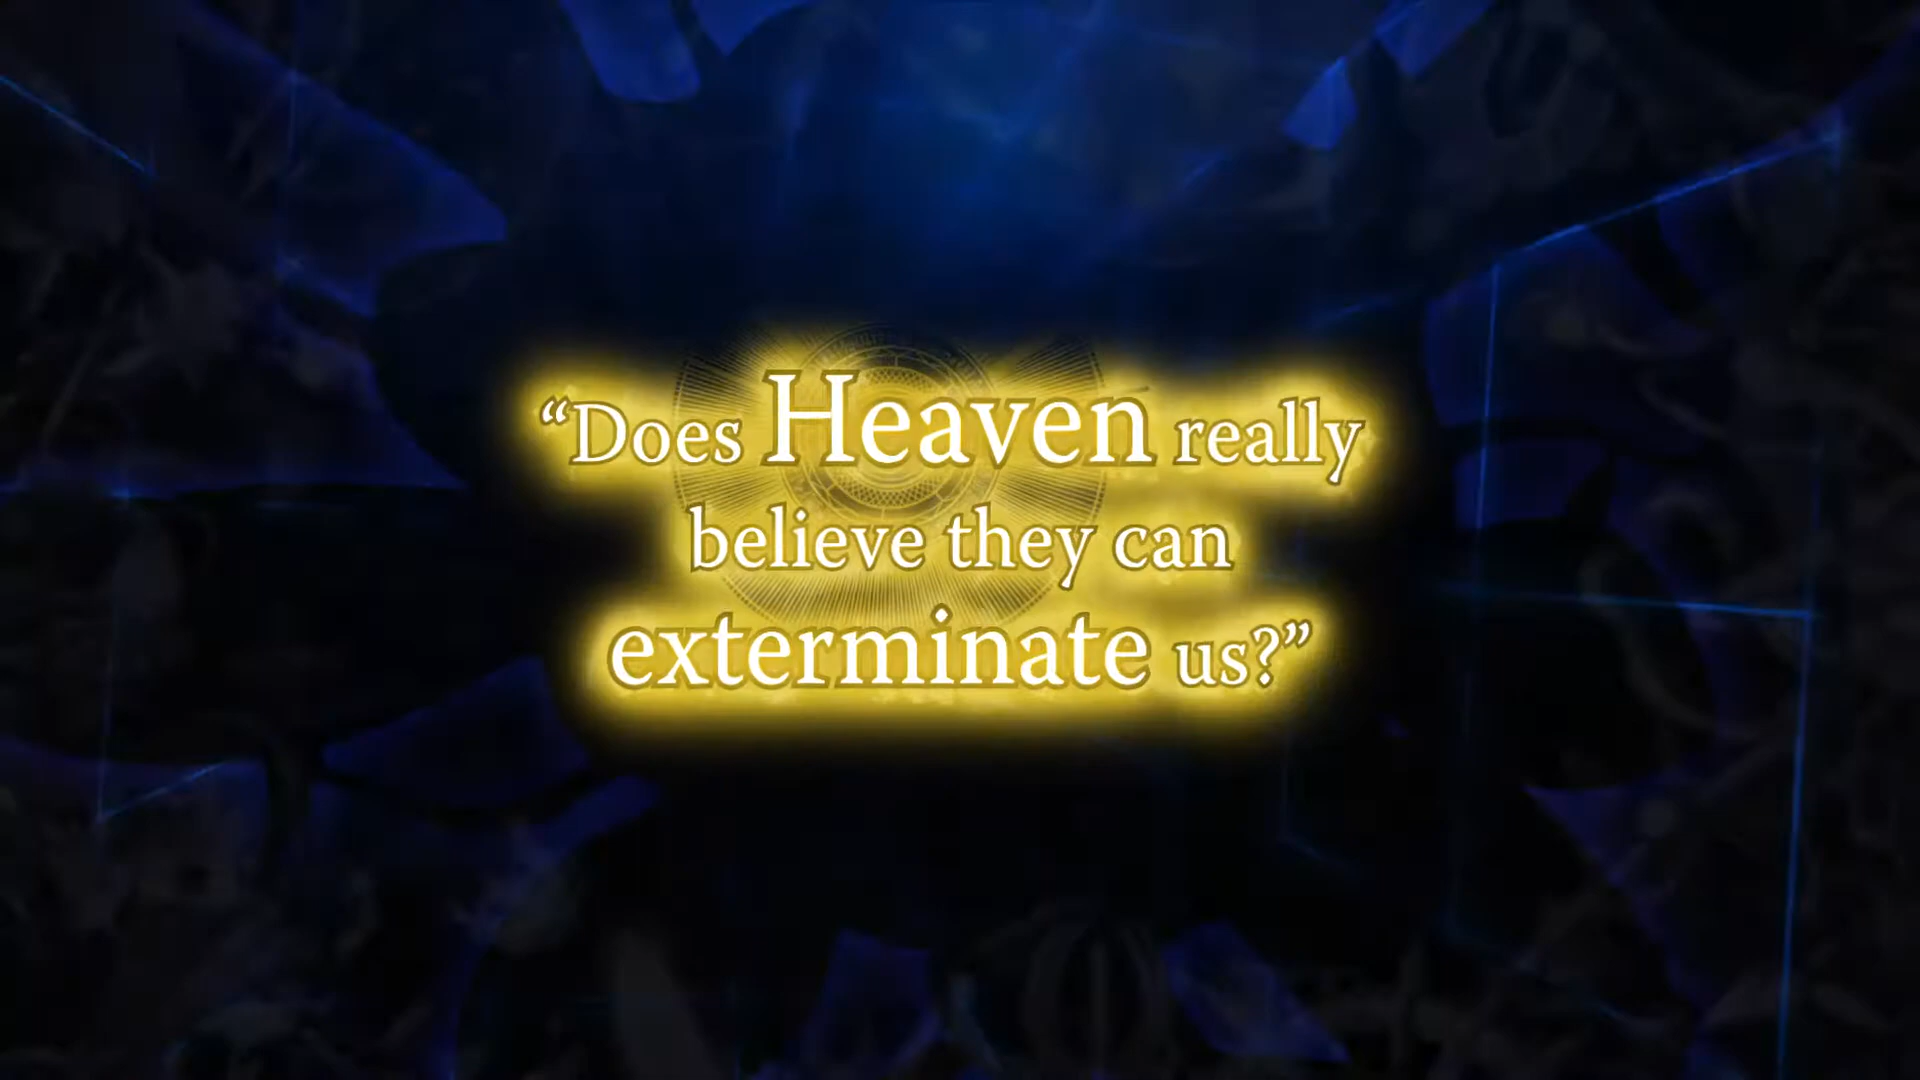 “Does Heaven really
believe they can
exterminate us?”